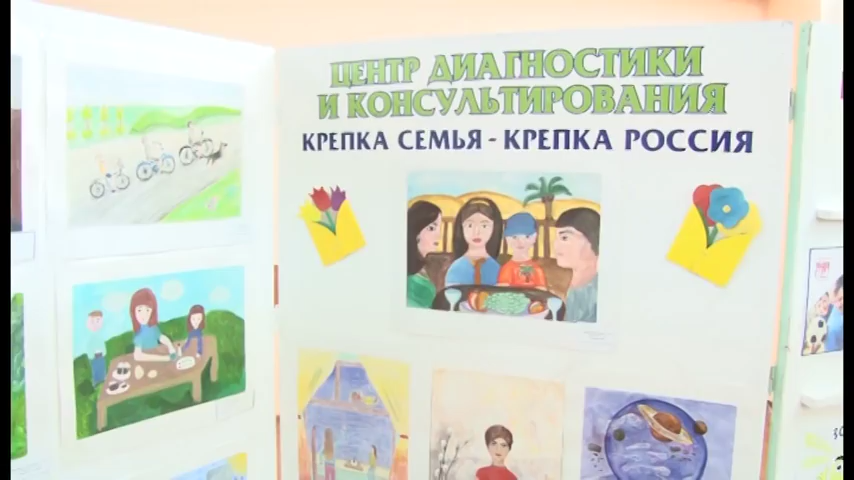 ЦЕНТР ДИАГНОСТИКИ
И КОНСУЛЬТИРОВАНИЯ
КРЕПКА СЕМЬЯ - КРЕПКА РОССИЯ